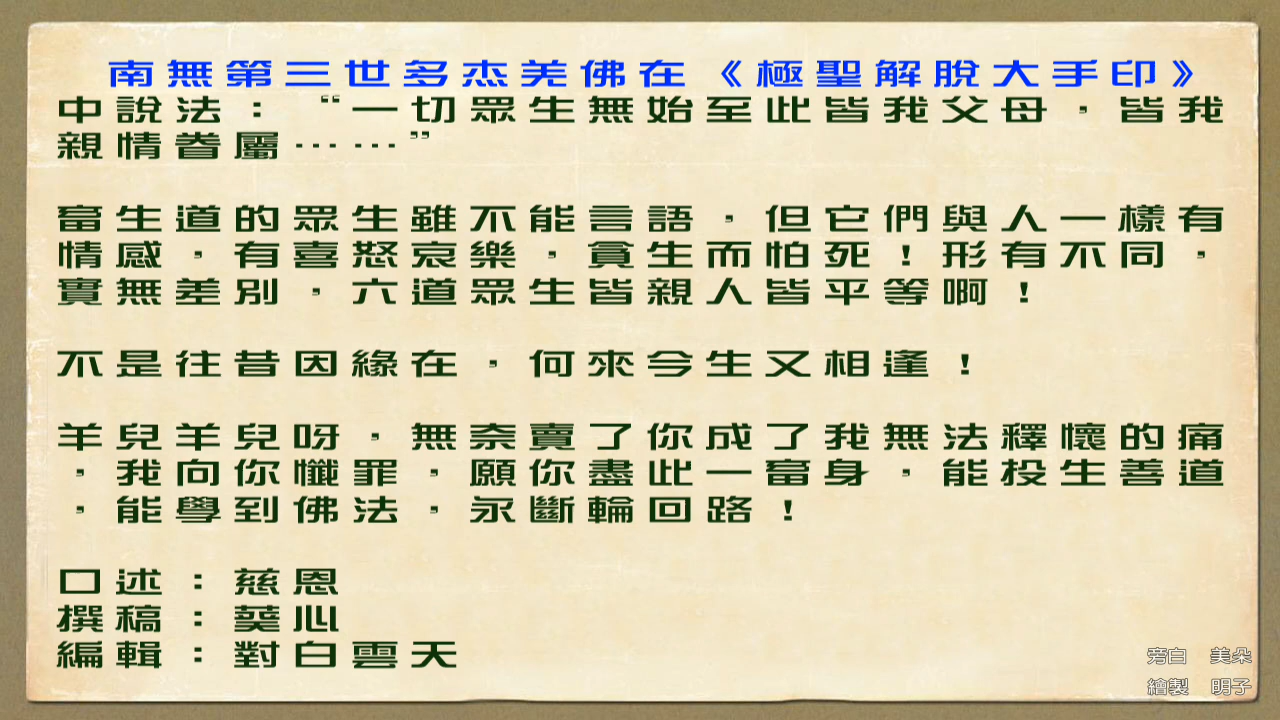 南無第三世多杰羌佛在《極聖解脫大手印》
中說法：“一切眾生無始至此皆我父母，皆我
親情眷屬……”
畜生道的眾生雖不能言語，但它們與人一樣有
情感，有喜怒哀樂，貪生而怕死！形有不同，
實無差別，六道眾生皆親人皆平等啊！
不是往昔因緣在，何來今生又相逢！
羊兒羊兒呀，無奈賣了你成了我無法釋懷的痛
，我向你懺罪，願你盡此一畜身，能投生善道
，能學到佛法，永斷輪回路！
口述：慈恩
撰稿：葵心
編輯：對白雲天
旁白　美朵
繪製　明子